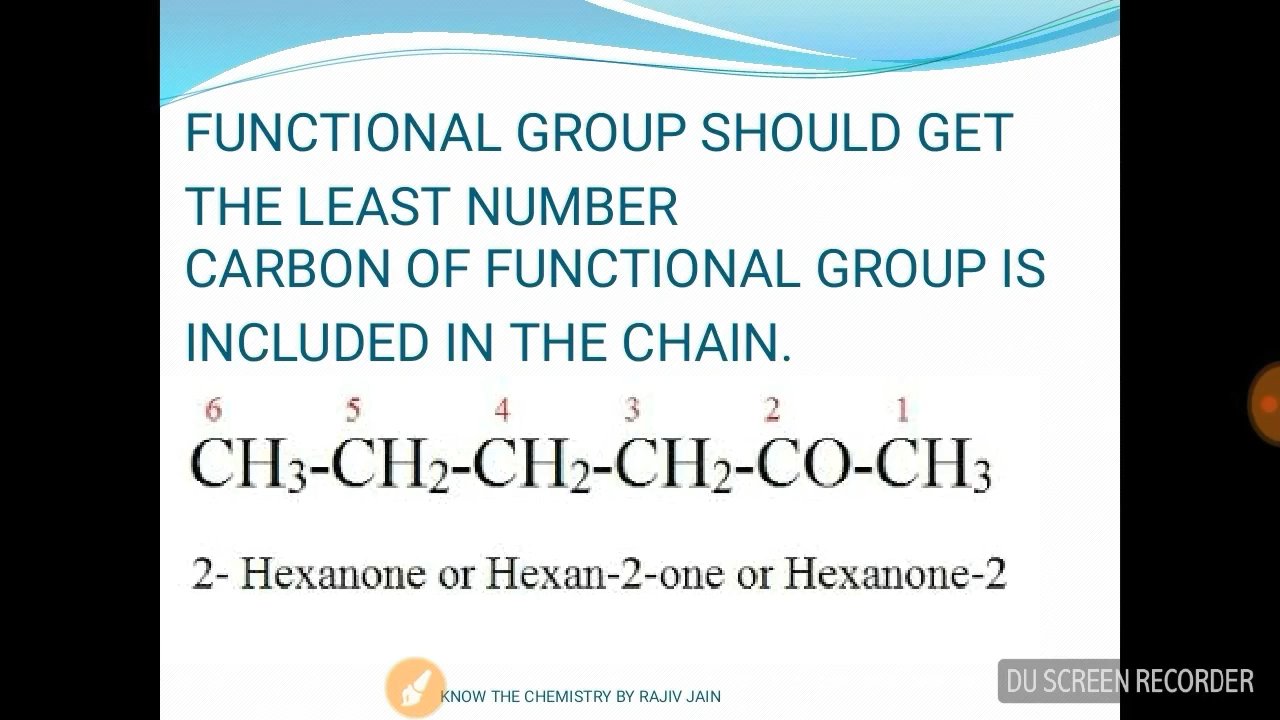 FUNCTIONAL GROUP SHOULD GET
THE LEAST NUMBER
CARBON OF FUNCTIONAL GROUP IS
INCLUDED IN THE CHAIN.
6 5 4 3 2 1
CH₃-CH₂-CH₂-CH₂-CO-CH₃
2- Hexanone or Hexan-2-one or Hexanone-2
KNOW THE CHEMISTRY BY RAJIV JAIN
DU SCREEN RECORDER